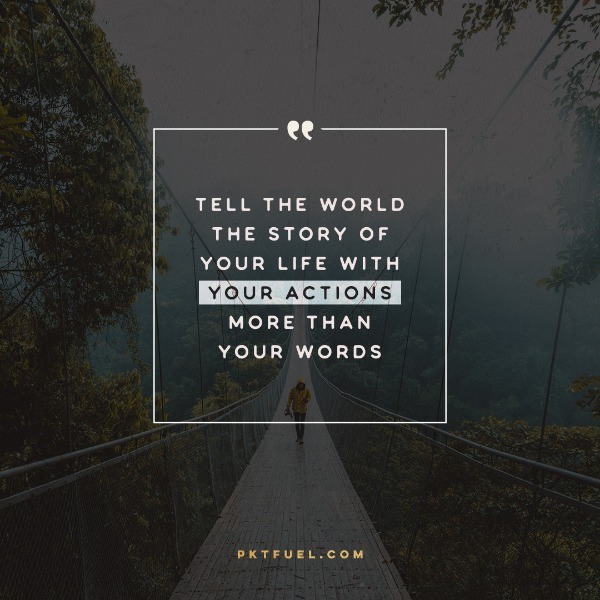 TELL THE WORLD
THE STORY OF
YOUR LIFE WITH
YOUR ACTIONS
MORE THAN
YOUR WORDS
PKTFUEL.COM